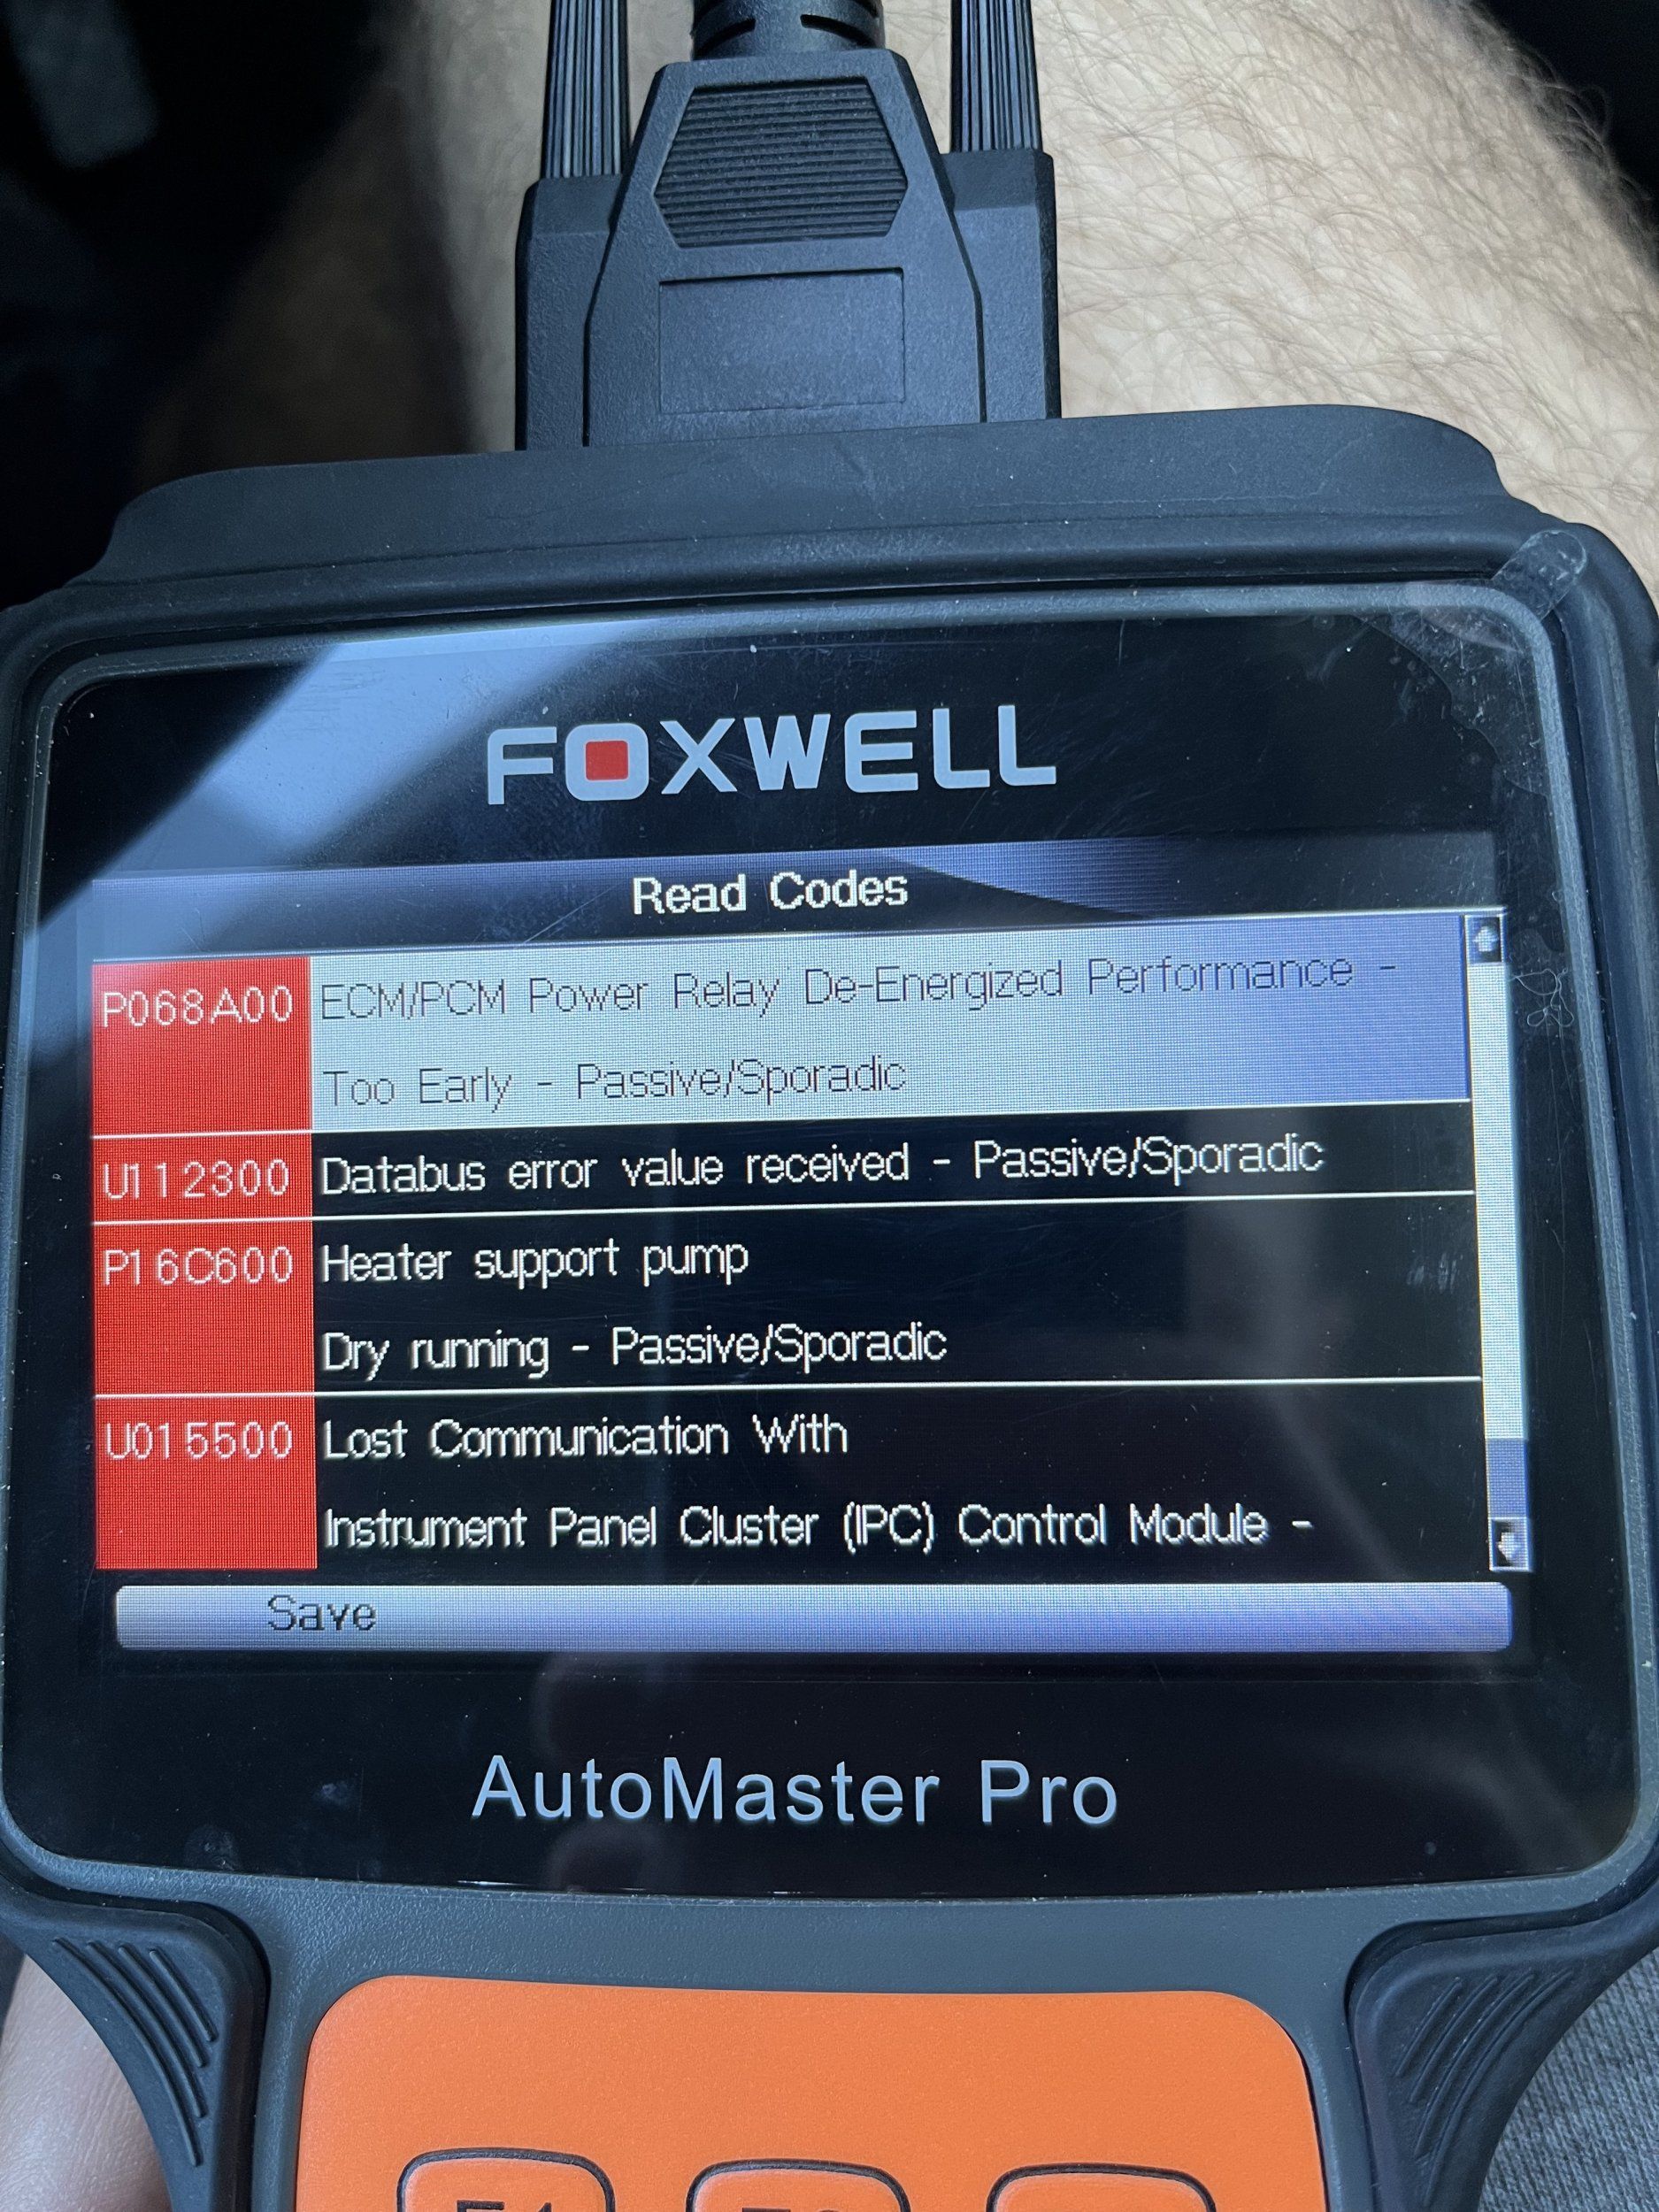 FOXWELL
Read Codes
P068A00 ECM/PCM Power Relay De-Energized Performance -
Too Early - Passive/Sporadic
U112300 Databus error value received - Passive/Sporadic
P16C600 Heater support pump
Dry running - Passive/Sporadic
U015500 Lost Communication With
Instrument Panel Cluster (IPC) Control Module -
Save
AutoMaster Pro